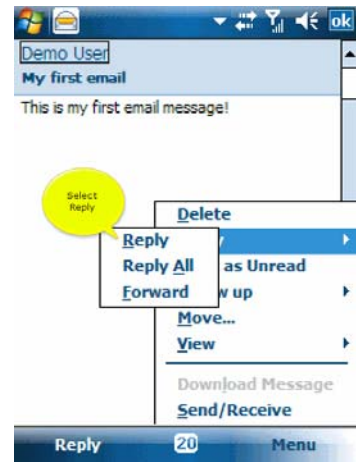 ok
Demo User
My first email
This is my first email message!
Select
Reply
Delete
Reply
Reply All as Unread
Forward w up
Move...
View
Download Message
Send/Receive
Reply 20 Menu